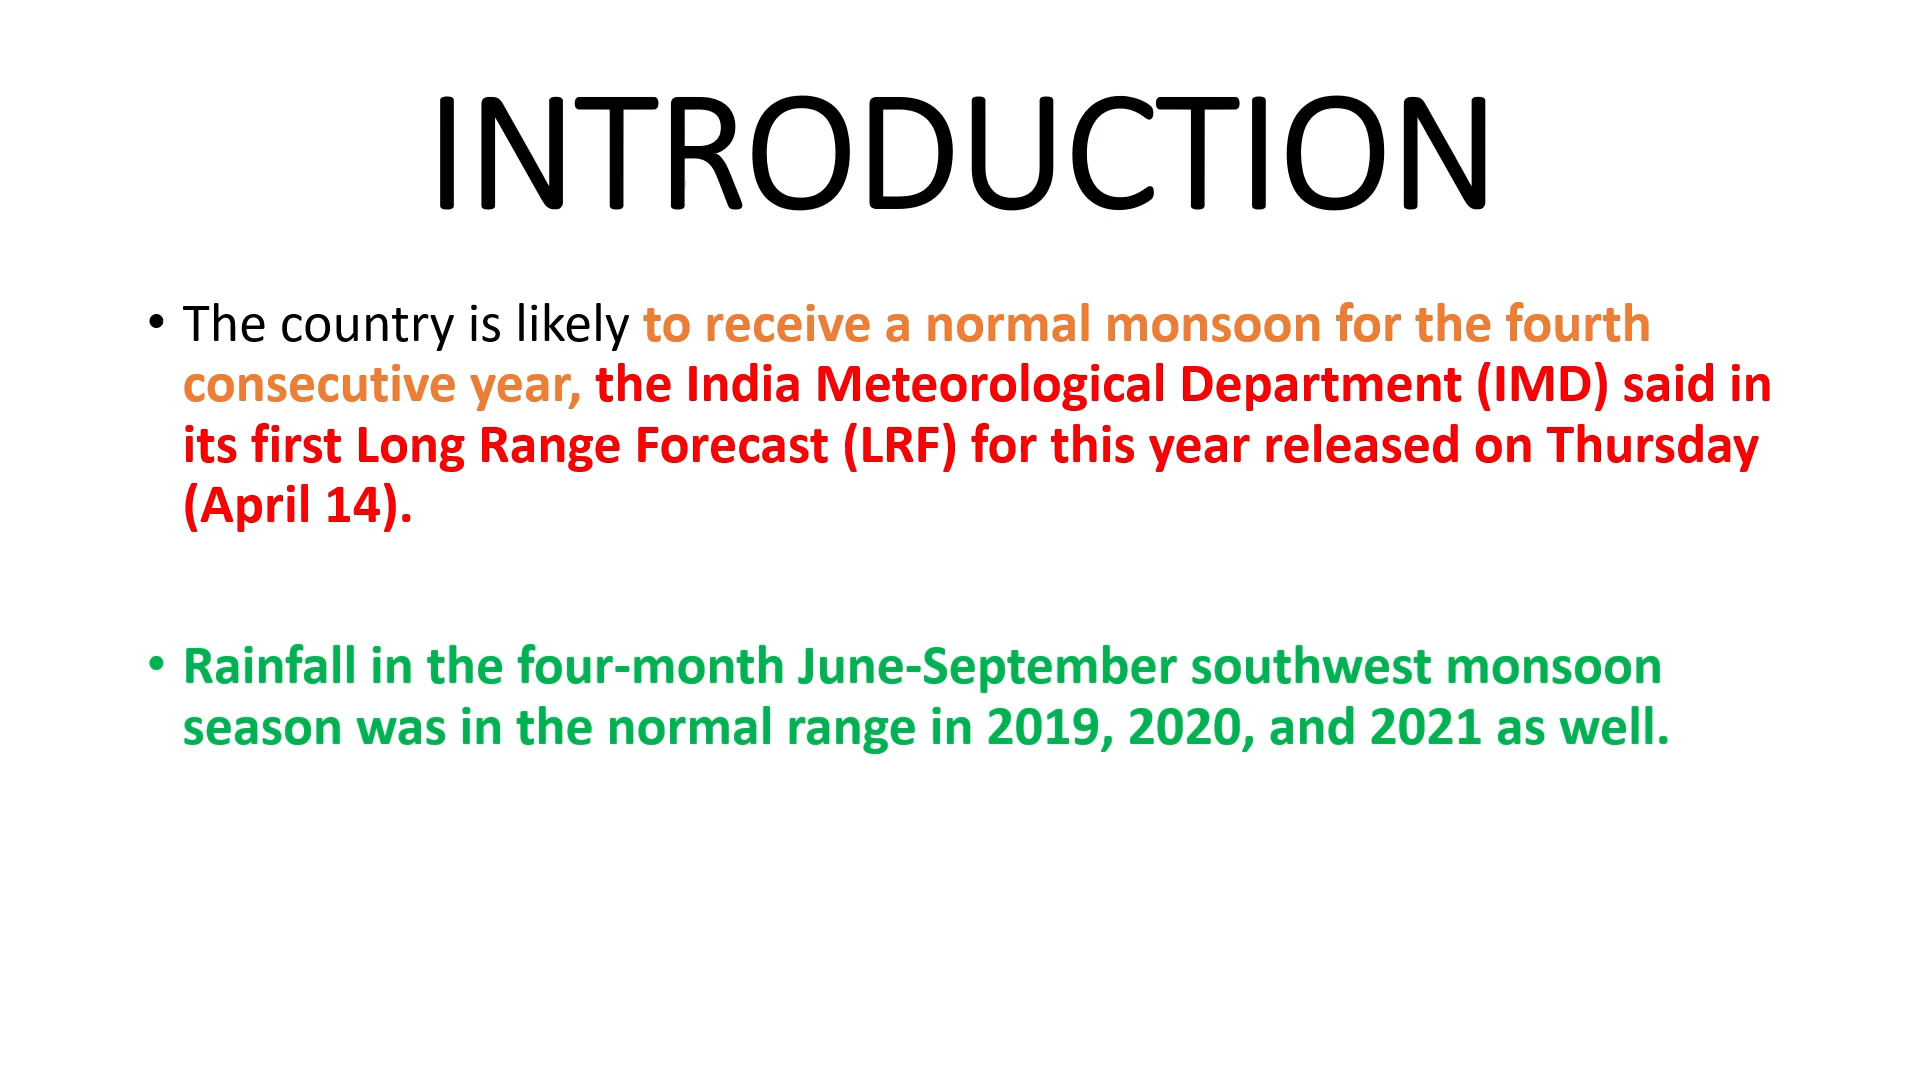 INTRODUCTION
• The country is likely to receive a normal monsoon for the fourth
consecutive year, the India Meteorological Department (IMD) said in
its first Long Range Forecast (LRF) for this year released on Thursday
(April 14).
• Rainfall in the four-month June-September southwest monsoon
season was in the normal range in 2019, 2020, and 2021 as well.